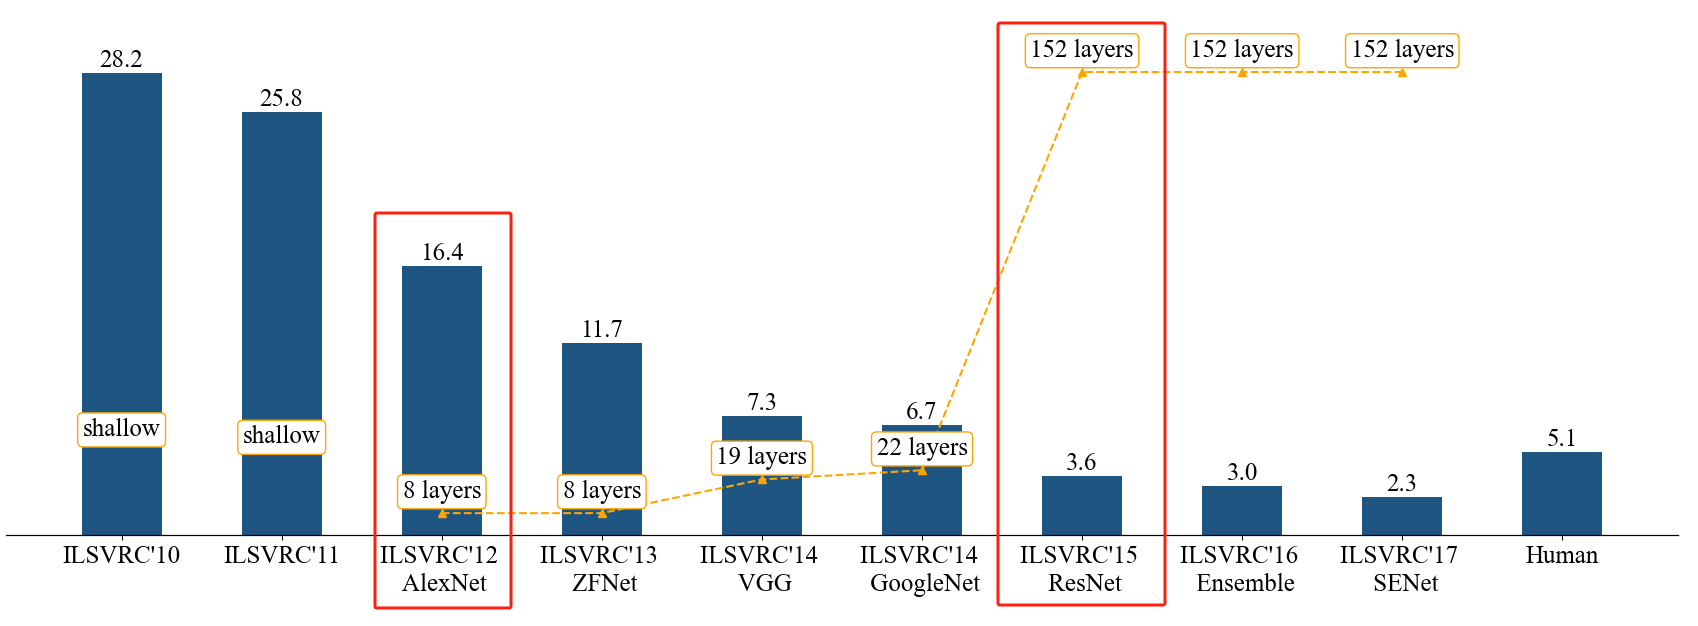 28.2
25.8
16.4
11.7
7.3
6.7
3.6
3.0
2.3
5.1
shallow
shallow
8 layers
8 layers
19 layers
22 layers
152 layers
152 layers
152 layers
ILSVRC'10
ILSVRC'11
ILSVRC'12
AlexNet
ILSVRC'13
ZFNet
ILSVRC'14
VGG
ILSVRC'14
GoogleNet
ILSVRC'15
ResNet
ILSVRC'16
Ensemble
ILSVRC'17
SENet
Human